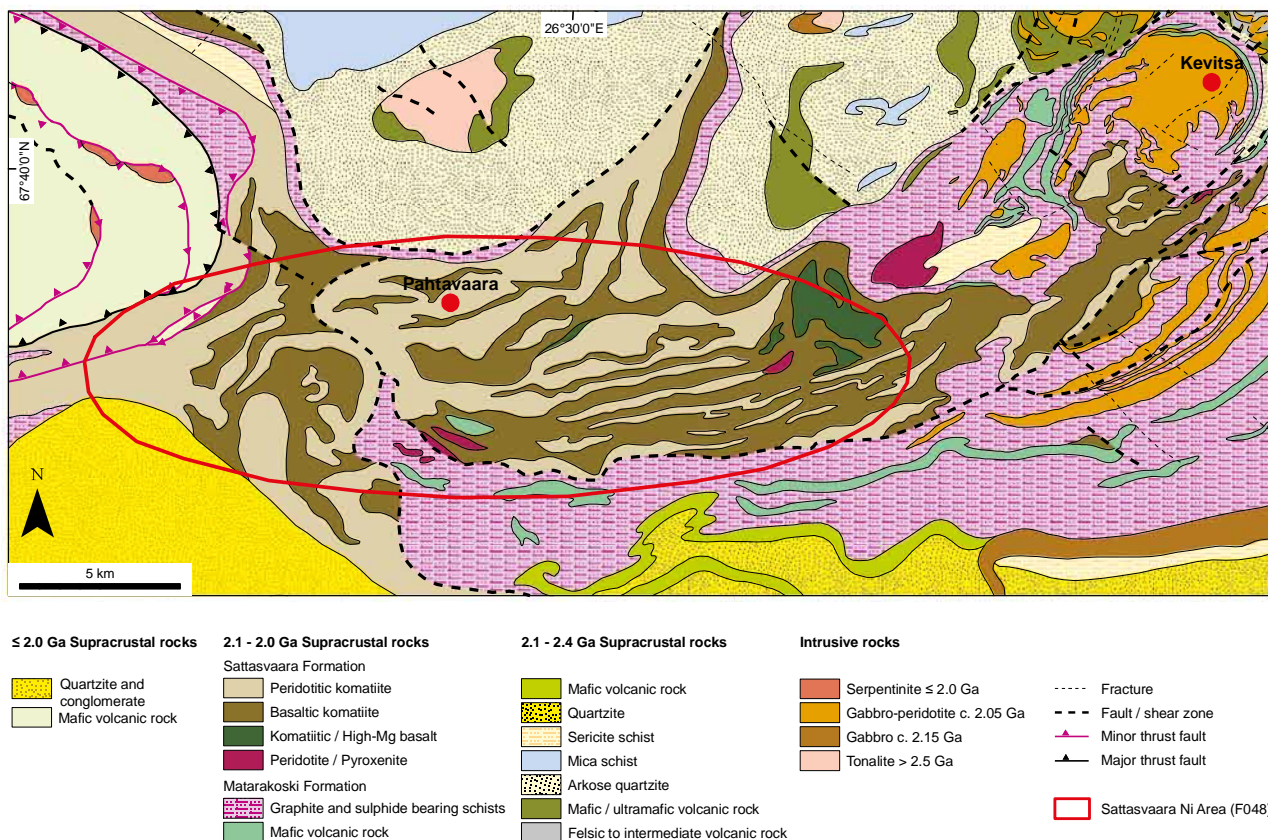 26°30'0"E
Kevitsa
67°40'0"N
Pahtavaara
N
5 km
≤ 2.0 Ga Supracrustal rocks
Quartzite and
conglomerate
Mafic volcanic rock
2.1 - 2.0 Ga Supracrustal rocks
Sattasvaara Formation
Peridotitic komatiite
Basaltic komatiite
Komatiitic / High-Mg basalt
Peridotite / Pyroxenite
Matarakoski Formation
Graphite and sulphide bearing schists
Mafic volcanic rock
2.1 - 2.4 Ga Supracrustal rocks
Mafic volcanic rock
Quartzite
Sericite schist
Mica schist
Arkose quartzite
Mafic / ultramafic volcanic rock
Felsic to intermediate volcanic rock
Intrusive rocks
Serpentinite ≤ 2.0 Ga
Gabbro-peridotite c. 2.05 Ga
Gabbro c. 2.15 Ga
Tonalite > 2.5 Ga
Fracture
Fault / shear zone
Minor thrust fault
Major thrust fault
Sattasvaara Ni Area (F048)